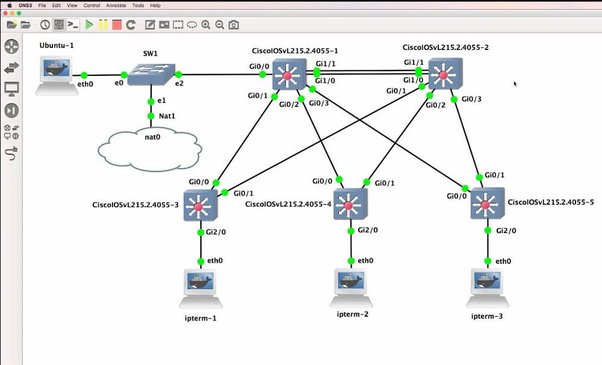 GNS3 File Edit View Control Annotate Tools Help
Ubuntu-1
SW1
CiscoIOSvL215.2.4055-1
CiscoIOSvL215.2.4055-2
eth0
e0
e2
Gi0/0
Gi1/1
Gi1/0
Gi1/1
Gi1/0
Gi0/1
Gi0/2
Gi0/3
Gi0/1
Gi0/2
Gi0/3
e1
Nat1
nat0
Gi0/0
Gi0/1
Gi0/0
Gi0/1
Gi0/0
Gi0/1
CiscoIOSvL215.2.4055-3
CiscoIOSvL215.2.4055-4
CiscoIOSvL215.2.4055-5
Gi2/0
Gi2/0
Gi2/0
eth0
eth0
eth0
ipterm-1
ipterm-2
ipterm-3